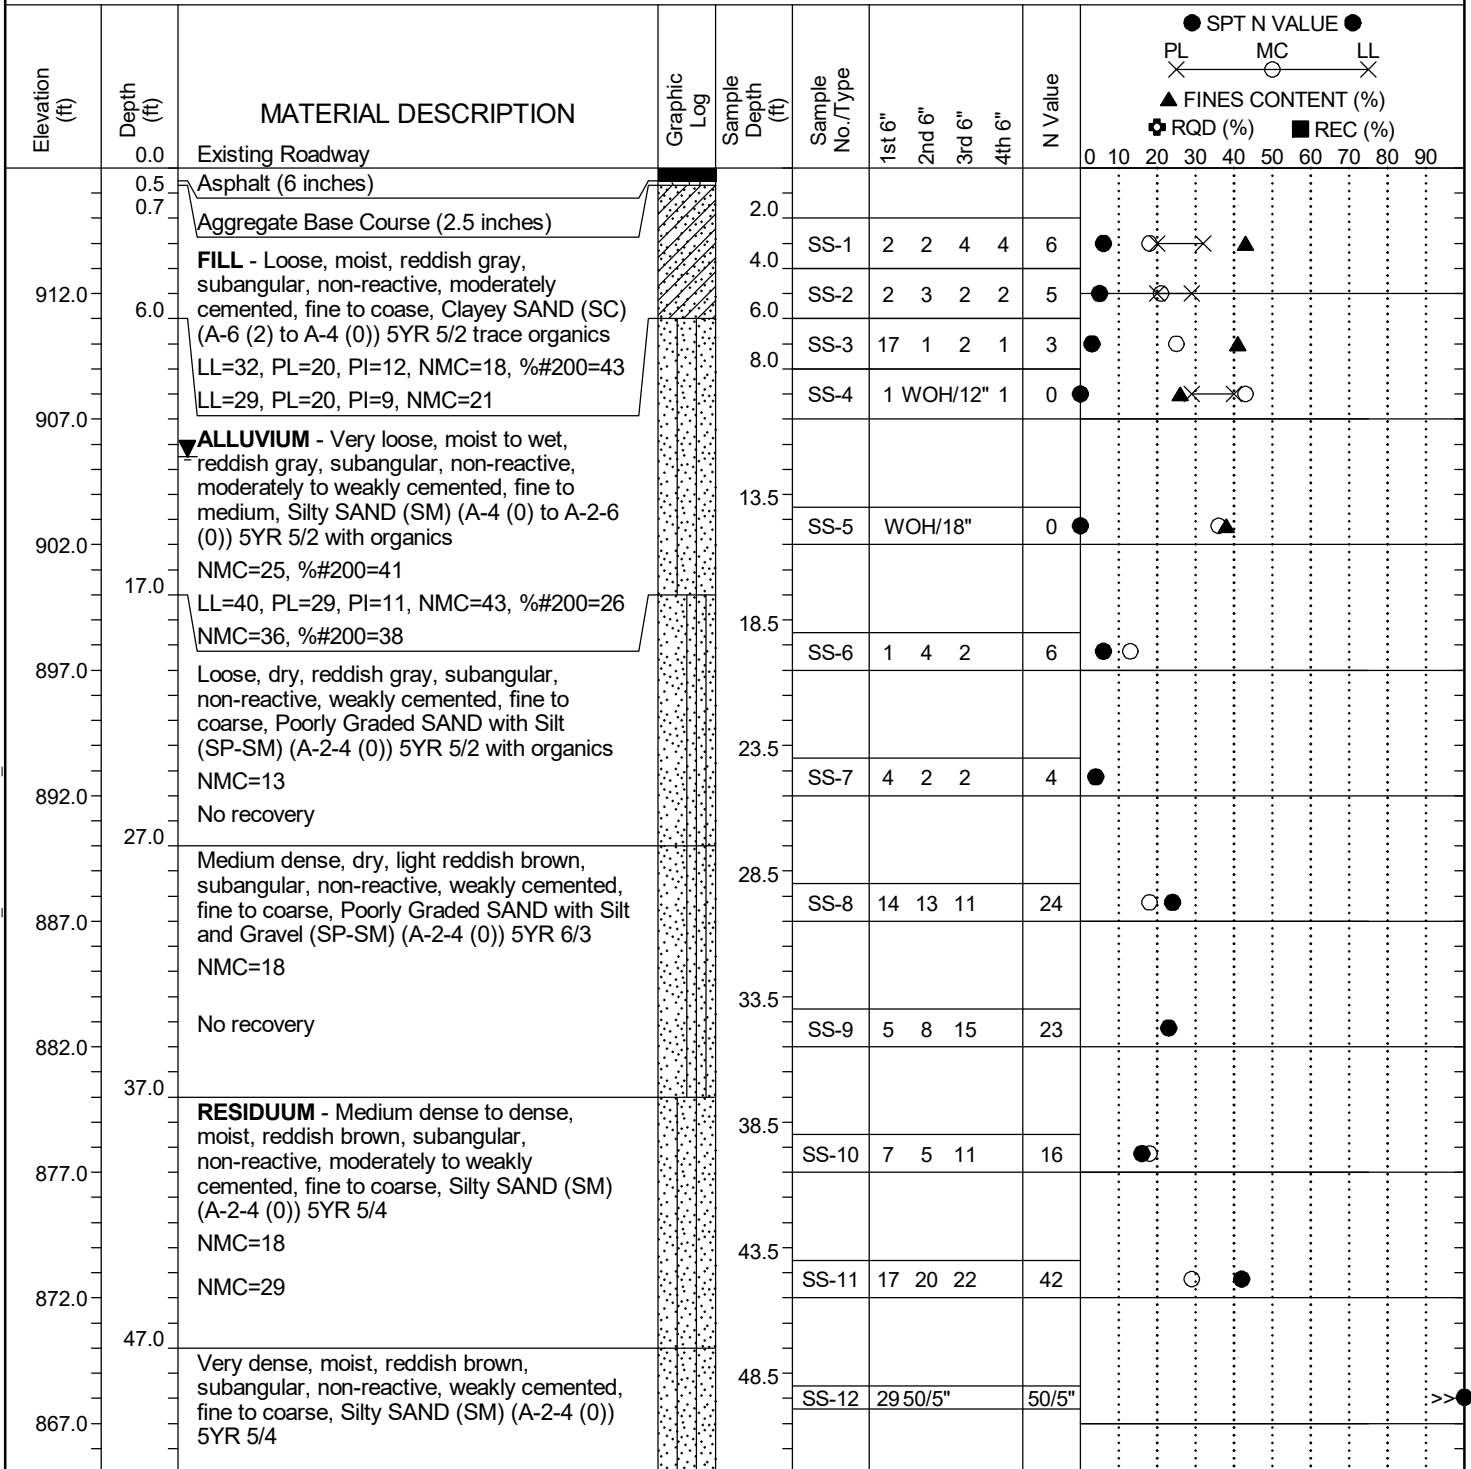 ● SPT N VALUE ●
PL MC LL
▲ FINES CONTENT (%)
RQD (%) ■ REC (%)
Elevation (ft)
Depth (ft)
MATERIAL DESCRIPTION
Graphic Log
Sample Depth (ft)
Sample No./Type
1st 6"
2nd 6"
3rd 6"
4th 6"
N Value
0 10 20 30 40 50 60 70 80 90
0.0 Existing Roadway
0.5 Asphalt (6 inches)
0.7
2.0
Aggregate Base Course (2.5 inches)
SS-1 2 2 4 4 6
4.0
FILL - Loose, moist, reddish gray,
subangular, non-reactive, moderately
912.0
cemented, fine to coase, Clayey SAND (SC)
SS-2 2 3 2 2 5
6.0
6.0
(A-6 (2) to A-4 (0)) 5YR 5/2 trace organics
SS-3 17 1 2 1 3
8.0
LL=32, PL=20, PI=12, NMC=18, %#200=43
SS-4 1 WOH/12" 1 0
LL=29, PL=20, PI=9, NMC=21
907.0
ALLUVIUM - Very loose, moist to wet,
reddish gray, subangular, non-reactive,
moderately to weakly cemented, fine to
13.5
medium, Silty SAND (SM) (A-4 (0) to A-2-6
SS-5 WOH/18" 0
(0)) 5YR 5/2 with organics
902.0
NMC=25, %#200=41
17.0
LL=40, PL=29, PI=11, NMC=43, %#200=26
18.5
NMC=36, %#200=38
SS-6 1 4 2 6
897.0
Loose, dry, reddish gray, subangular,
non-reactive, weakly cemented, fine to
coarse, Poorly Graded SAND with Silt
(SP-SM) (A-2-4 (0)) 5YR 5/2 with organics
23.5
NMC=13
SS-7 4 2 2 4
892.0
No recovery
27.0
Medium dense, dry, light reddish brown,
28.5
subangular, non-reactive, weakly cemented,
fine to coarse, Poorly Graded SAND with Silt
SS-8 14 13 11 24
887.0
and Gravel (SP-SM) (A-2-4 (0)) 5YR 6/3
NMC=18
33.5
No recovery
SS-9 5 8 15 23
882.0
37.0
RESIDUUM - Medium dense to dense,
38.5
moist, reddish brown, subangular,
non-reactive, moderately to weakly
SS-10 7 5 11 16
877.0
cemented, fine to coarse, Silty SAND (SM)
(A-2-4 (0)) 5YR 5/4
NMC=18
43.5
NMC=29
SS-11 17 20 22 42
872.0
47.0
Very dense, moist, reddish brown,
48.5
subangular, non-reactive, weakly cemented,
SS-12 29 50/5" 50/5" >>
fine to coarse, Silty SAND (SM) (A-2-4 (0))
867.0
5YR 5/4